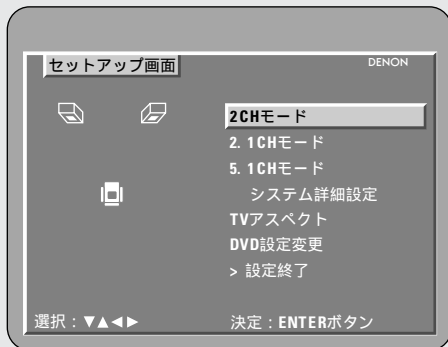 セットアップ画面
DENON
2CHモード
2. 1CHモード
5. 1CHモード
システム詳細設定
TVアスペクト
DVD設定変更
> 設定終了
選択：▼▲◀▶
決定：ENTERボタン